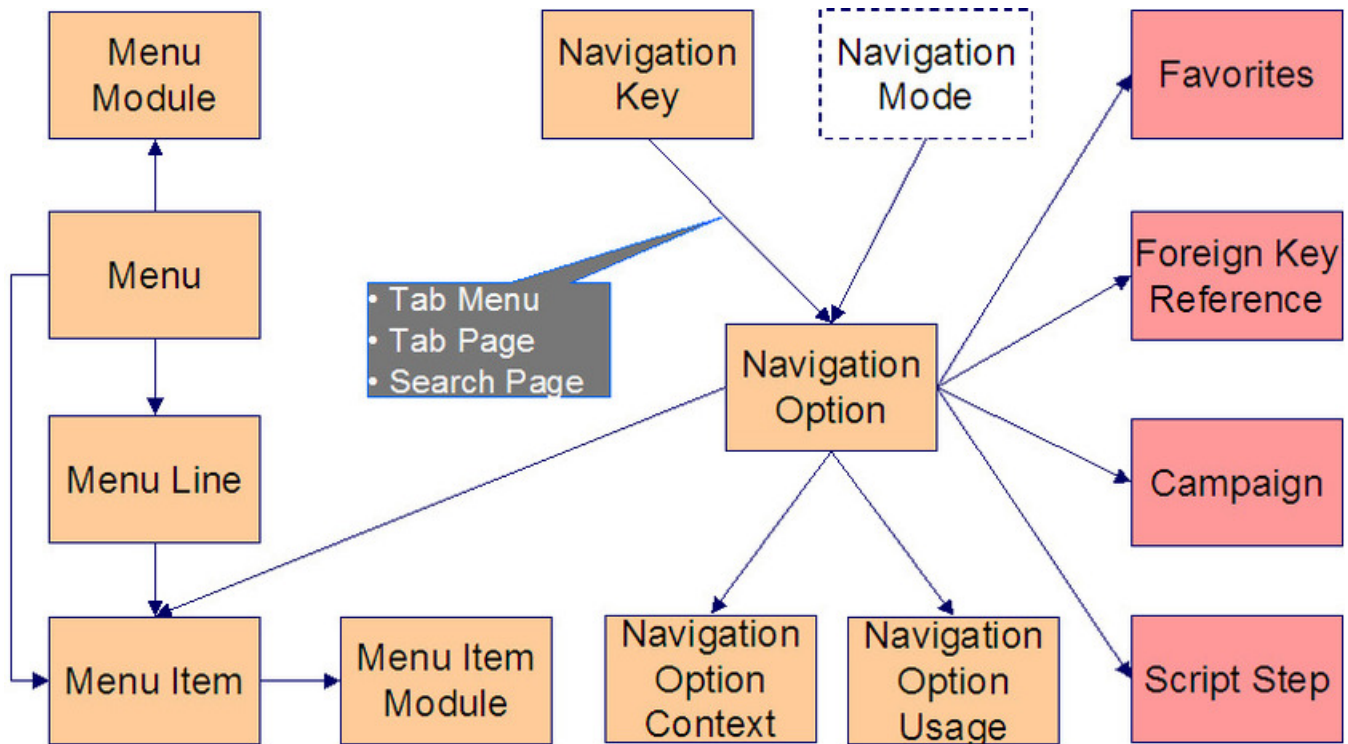 Menu
Module
Navigation
Key
Navigation
Mode
Favorites
Menu
Foreign Key
Reference
• Tab Menu
• Tab Page
• Search Page
Navigation
Option
Menu Line
Campaign
Menu Item
Menu Item
Module
Navigation
Option
Context
Navigation
Option
Usage
Script Step